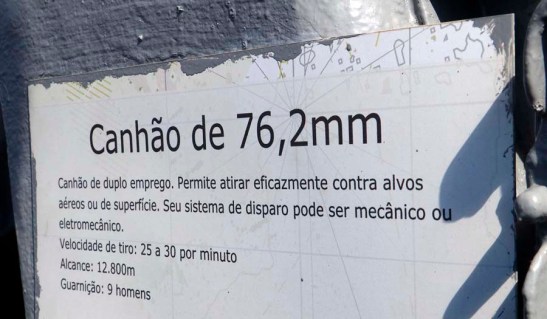 Canhão de 76,2mm
Canhão de duplo emprego. Permite atirar eficazmente contra alvos
aéreos ou de superfície. Seu sistema de disparo pode ser mecânico ou
eletromecânico.
Velocidade de tiro: 25 a 30 por minuto
Alcance: 12.800m
Guarnição: 9 homens